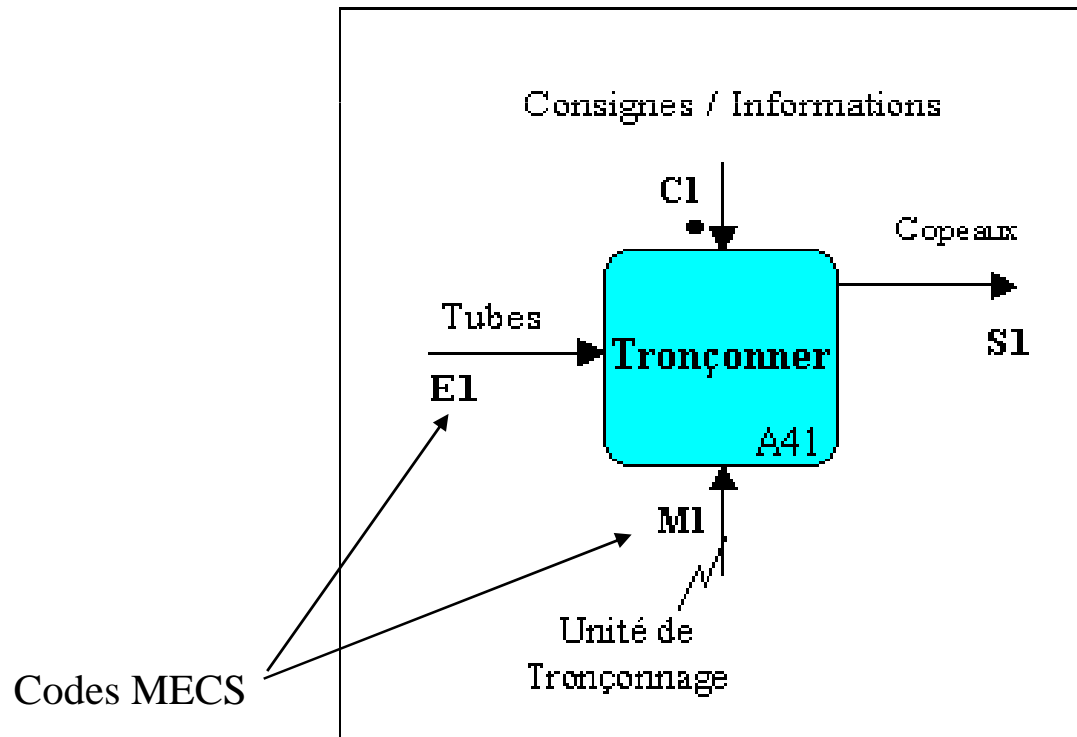 Consignes / Informations
C1
Copeaux
Tubes
Tronçonner
S1
E1
A41
M1
Unité de
Tronçonnage
Codes MECS